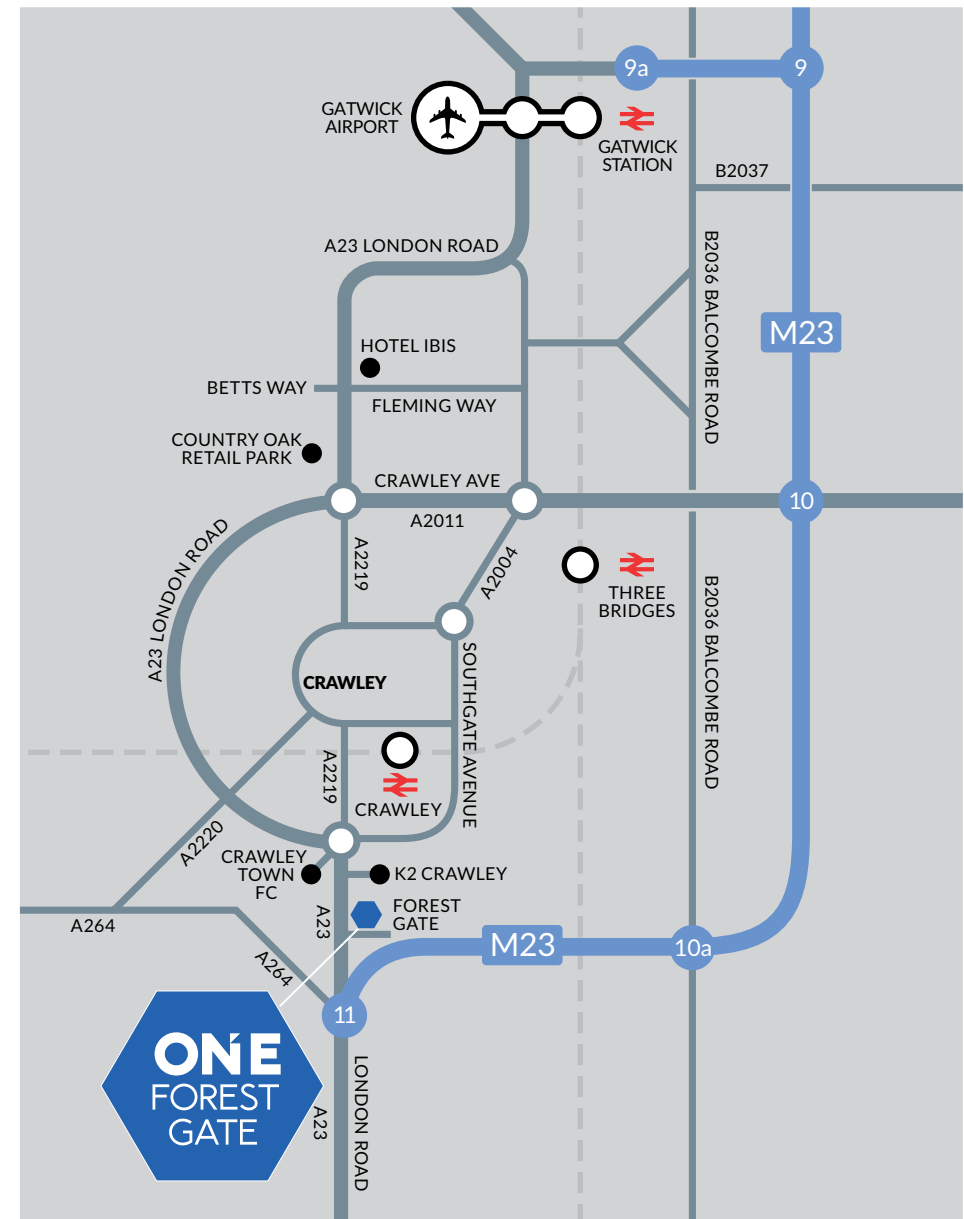 9a
9
GATWICK
AIRPORT
GATWICK
STATION
B2037
A23 LONDON ROAD
B2036 BALCOMBE ROAD
M23
HOTEL IBIS
BETTS WAY
FLEMING WAY
COUNTRY OAK
RETAIL PARK
CRAWLEY AVE
A2011
10
A23 LONDON ROAD
A2219
A2004
THREE
BRIDGES
B2036 BALCOMBE ROAD
CRAWLEY
SOUTHGATE AVENUE
A2219
CRAWLEY
A2220
CRAWLEY
TOWN
FC
K2 CRAWLEY
A264
A23
FOREST
GATE
M23
10a
A264
11
ONE
FOREST
GATE
A23
LONDON ROAD